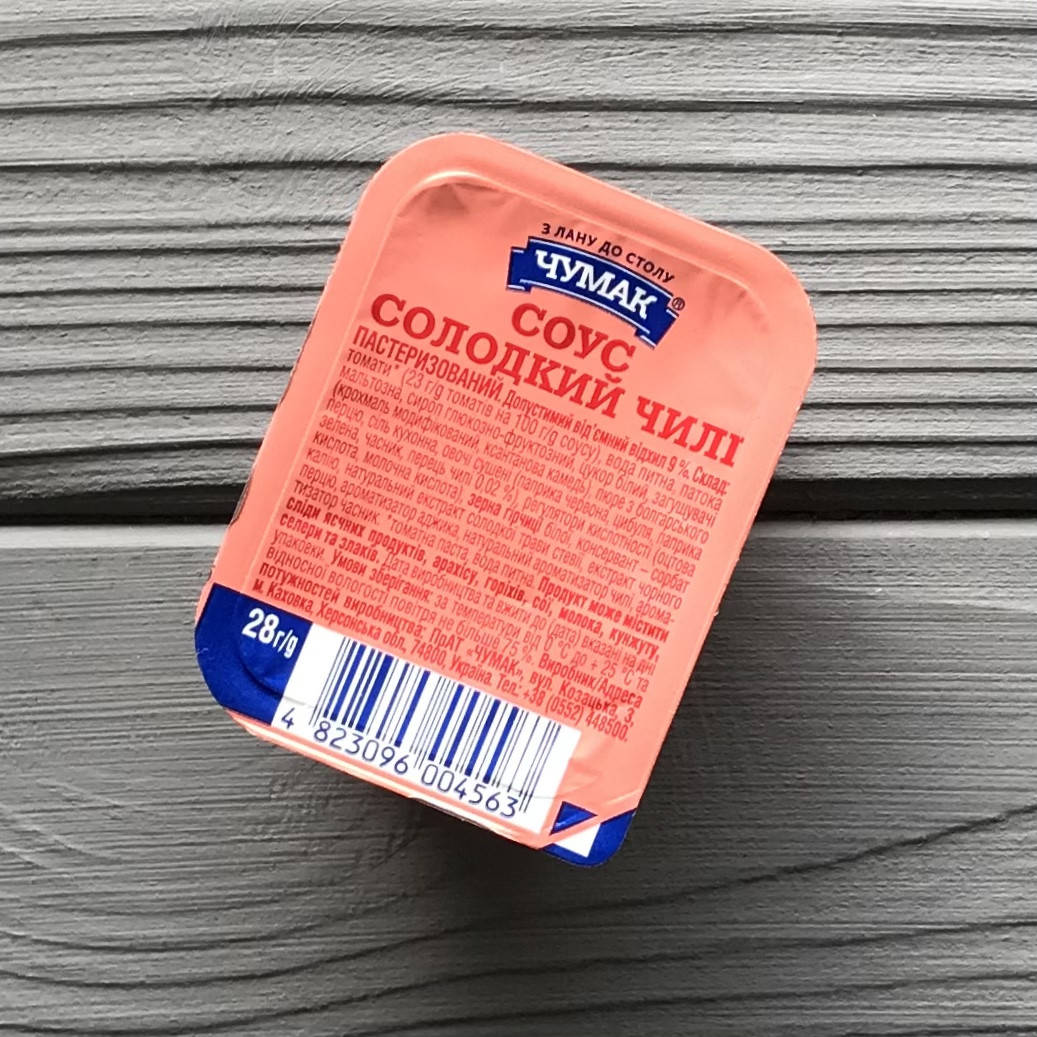 З ЛАНУ ДО СТОЛУ
ЧУМАК®
СОУС
СОЛОДКИЙ ЧИЛІ
ПАСТЕРИЗОВАНИЙ. Допустимий від'ємний відхил 9 %. Склад:
томати* (23 г/g томатів на 100 г/g соусу), вода питна, патока
мальтозна, сироп глюкозно-фруктозний, цукор білий, загущувачі
(крохмаль модифікований, ксантанова камедь), пюре з болгарського
перцю, сіль кухонна, овочі сушені (паприка червона, цибуля, паприка
зелена, часник, перець чилі 0,02 %), регулятори кислотності (оцтова
кислота, молочна кислота), зерна гірчиці білої, консервант – сорбат
калію, натуральний екстракт солодкої трави стевії, екстракт чорного
перцю, ароматизатор аджика, натуральний ароматизатор чилі, арома-
тизатор часник. *томатна паста, вода питна. Продукт може містити
сліди яєчних продуктів, арахісу, горіхів, сої, молока, кунжуту,
селери та злаків. Дата виробництва та вжити до (дата) вказані на дні
упаковки. Умови зберігання: за температури від 0 °С до + 25 °С та
відносної вологості повітря не більше 75 %. Виробник/Адреса
потужностей виробництва: ПрАТ «ЧУМАК», вул. Козацька, 3,
м. Каховка, Херсонська обл., 74800, Україна. Тел.: +38 (0552) 448500.
28 г/g
4 823096 004563